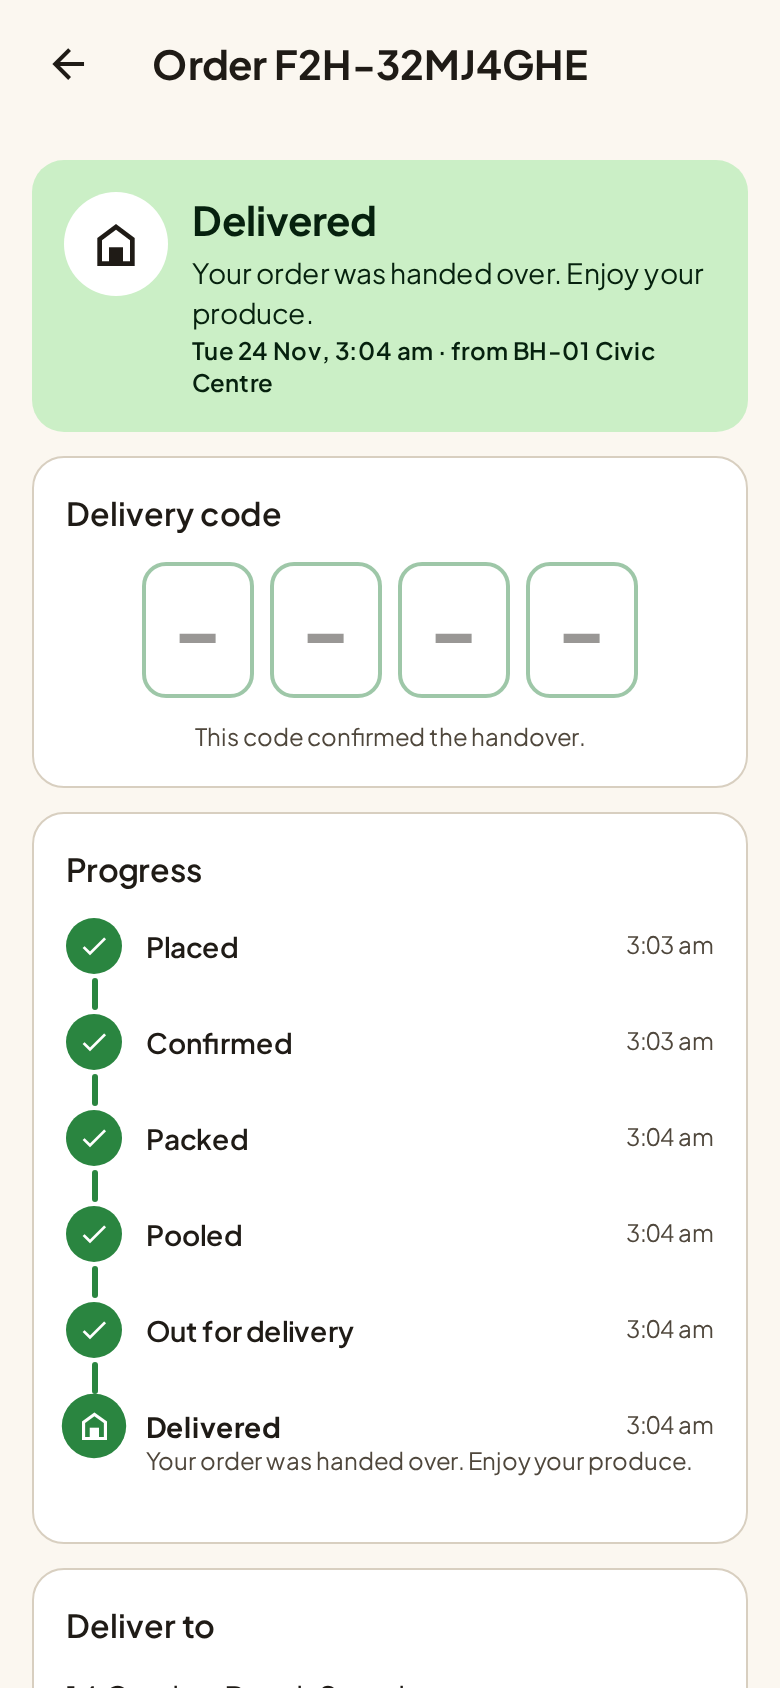 Order F2H-32MJ4GHE
Delivered
Your order was handed over. Enjoy your
produce.
Tue 24 Nov, 3:04 am · from BH-01 Civic
Centre
Delivery code
– – – –
This code confirmed the handover.
Progress
Placed 3:03 am
Confirmed 3:03 am
Packed 3:04 am
Pooled 3:04 am
Out for delivery 3:04 am
Delivered 3:04 am
Your order was handed over. Enjoy your produce.
Deliver to